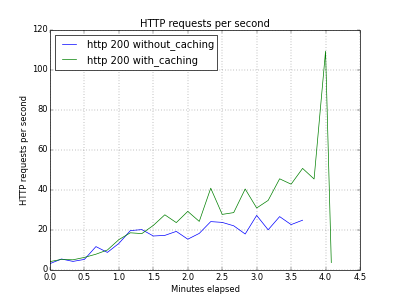 HTTP requests per second
http 200 without_caching
http 200 with_caching
HTTP requests per second
120
100
80
60
40
20
0
0.0 0.5 1.0 1.5 2.0 2.5 3.0 3.5 4.0 4.5
Minutes elapsed